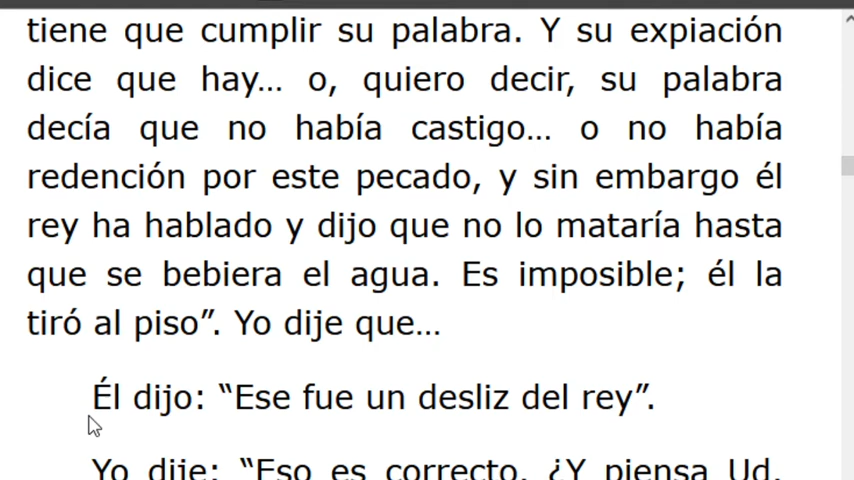 tiene que cumplir su palabra. Y su expiación
dice que hay… o, quiero decir, su palabra
decía que no había castigo… o no había
redención por este pecado, y sin embargo él
rey ha hablado y dijo que no lo mataría hasta
que se bebiera el agua. Es imposible; él la
tiró al piso”. Yo dije que…
Él dijo: “Ese fue un desliz del rey”.
Yo dije: “Eso es correcto. ¿Y piensa Ud.